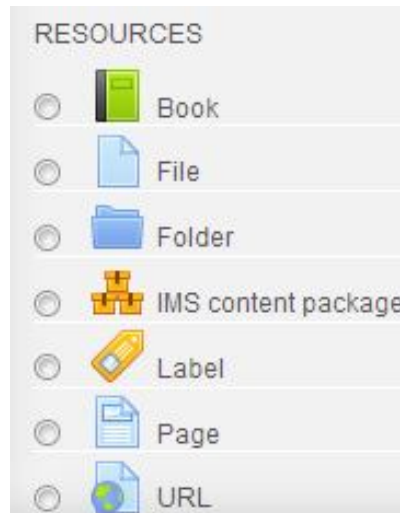 RESOURCES
Book
File
Folder
IMS content package
Label
Page
URL